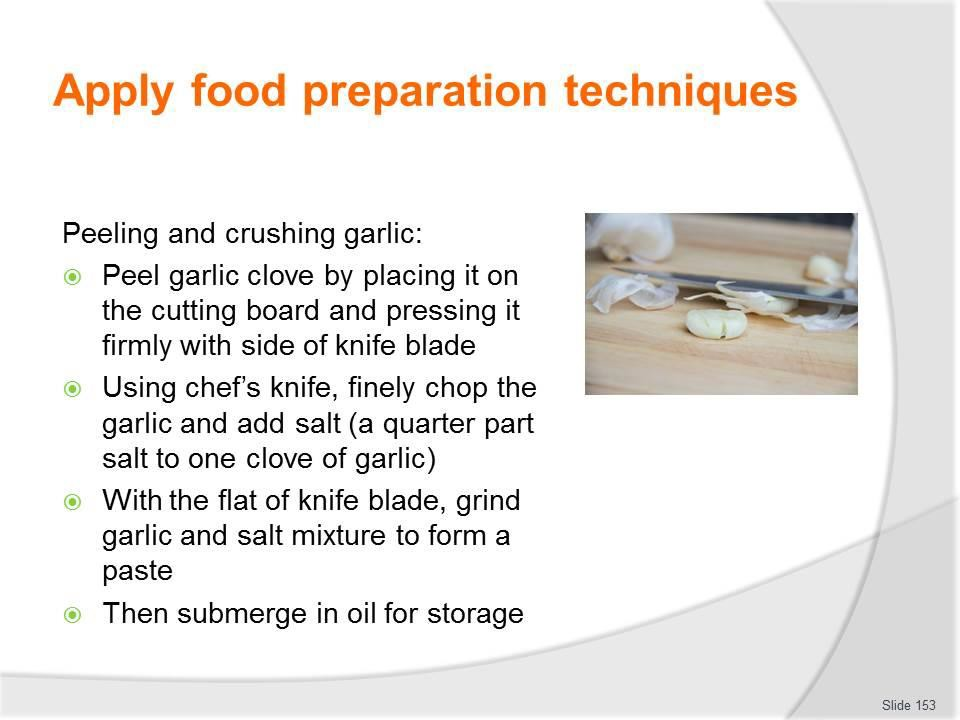 Apply food preparation techniques
Peeling and crushing garlic:
Peel garlic clove by placing it on
the cutting board and pressing it
firmly with side of knife blade
Using chef’s knife, finely chop the
garlic and add salt (a quarter part
salt to one clove of garlic)
With the flat of knife blade, grind
garlic and salt mixture to form a
paste
Then submerge in oil for storage
Slide 153